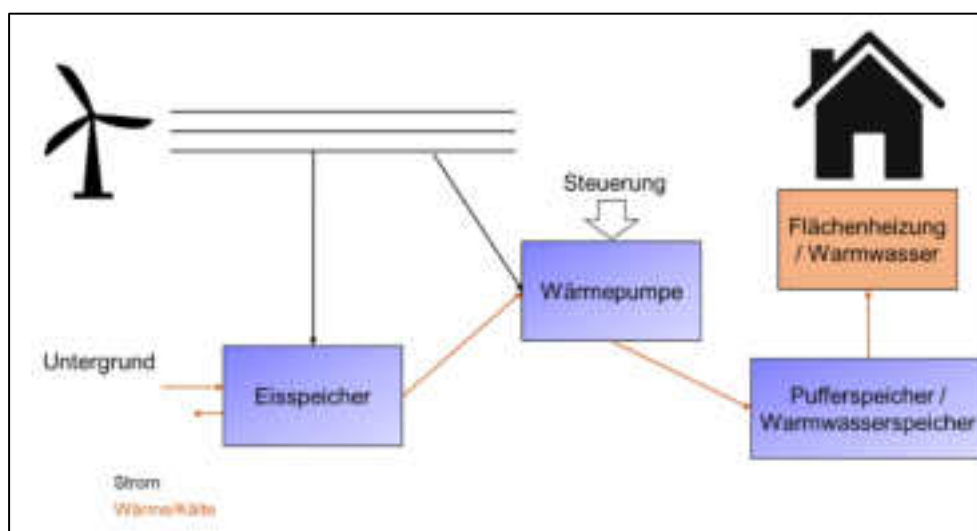 Steuerung
Flächenheizung
/ Warmwasser
Wärmepumpe
Untergrund
Eisspeicher
Pufferspeicher /
Warmwasserspeicher
Strom
Wärme/Kälte